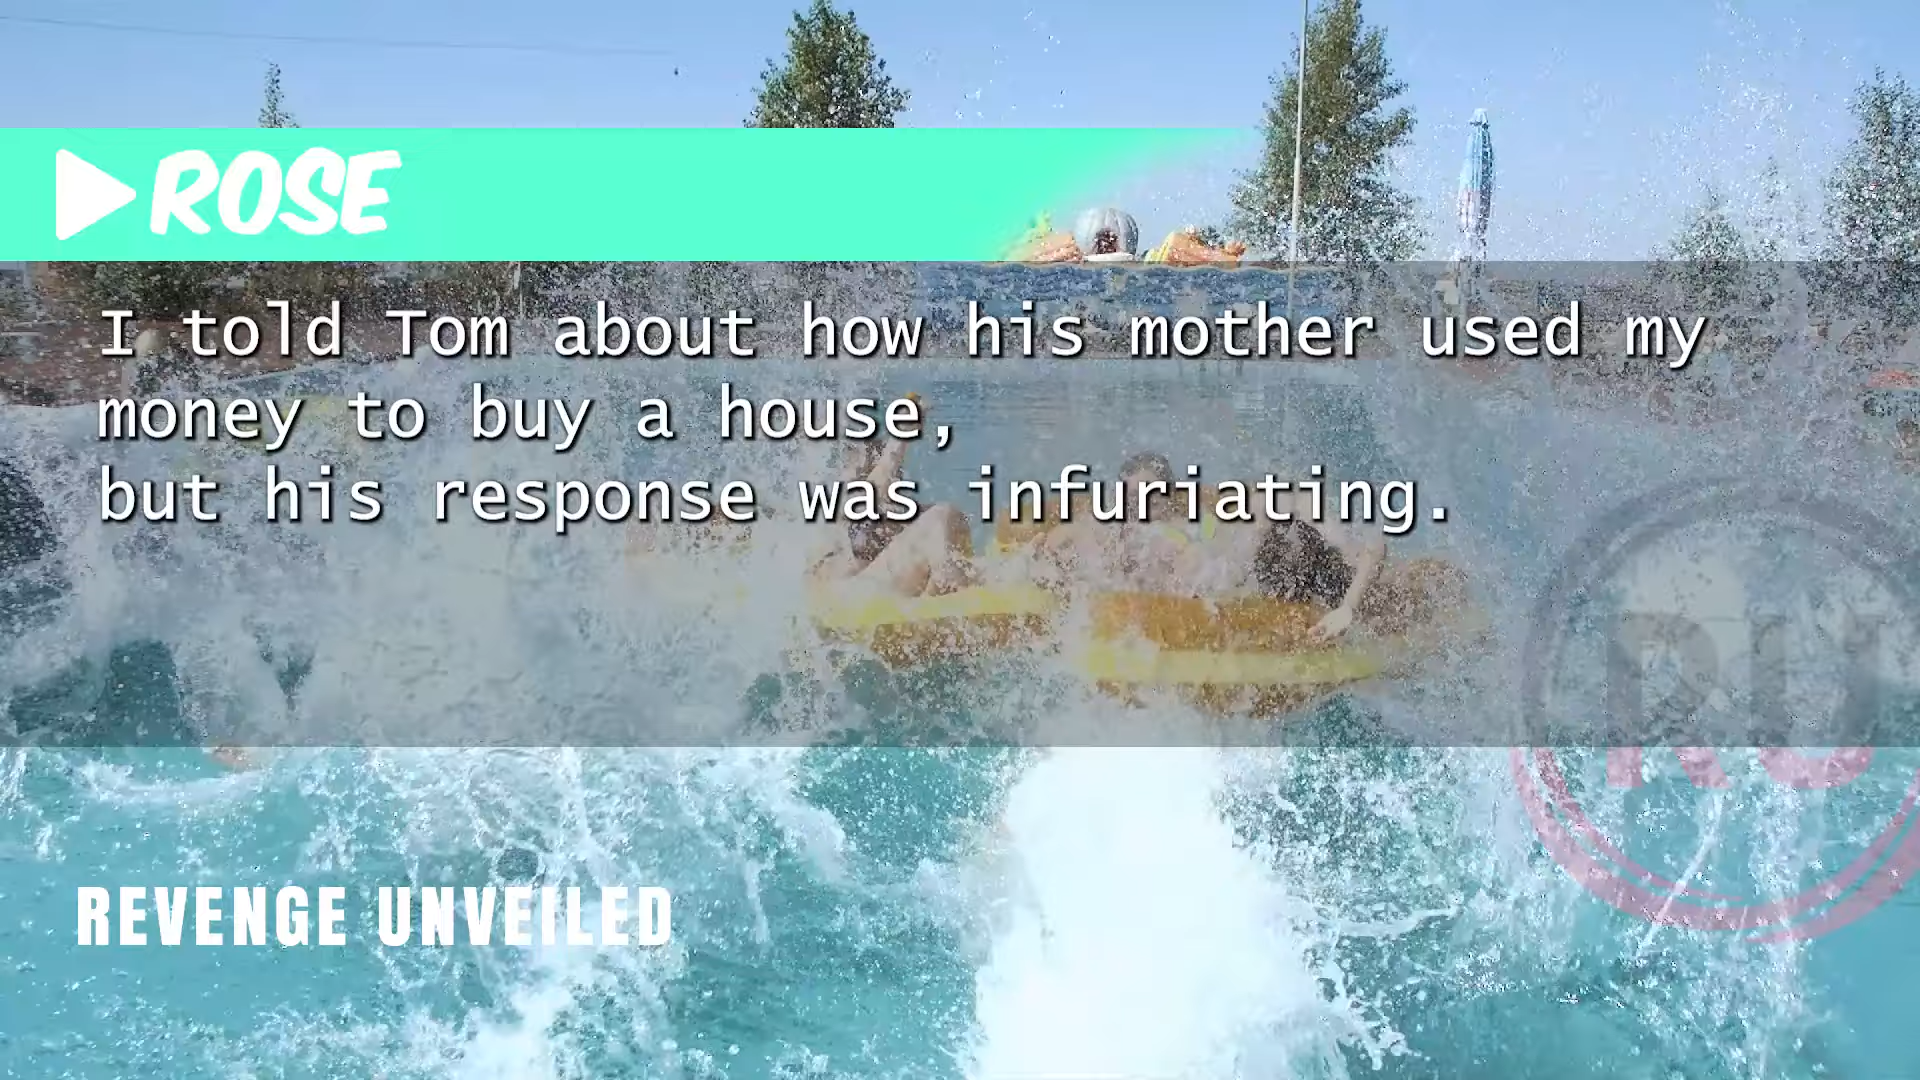 ROSE
I told Tom about how his mother used my
money to buy a house,
but his response was infuriating.
RU
REVENGE UNVEILED